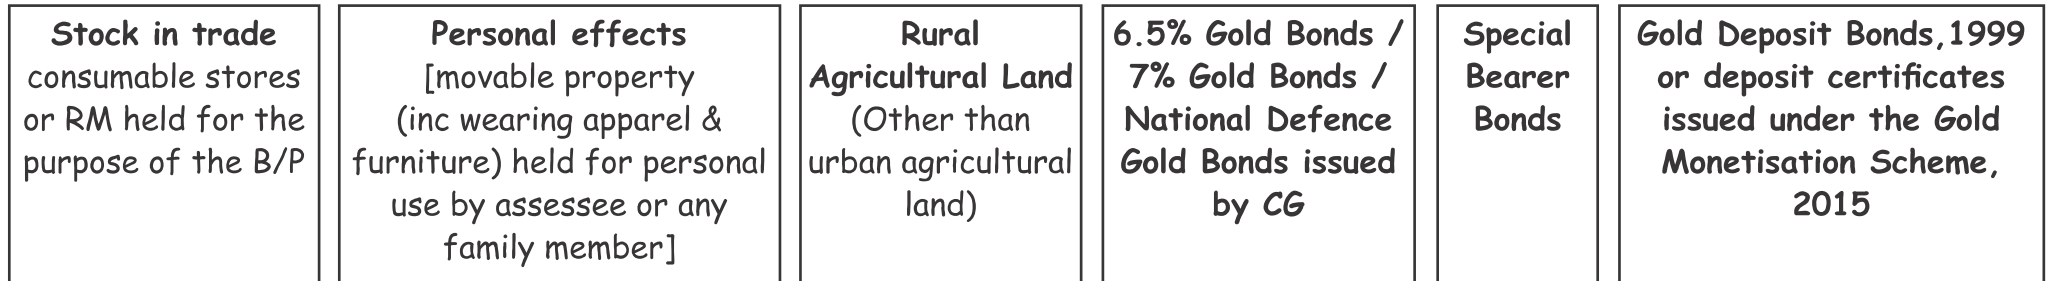 Stock in trade
consumable stores
or RM held for the
purpose of the B/P
Personal effects
[movable property
(inc wearing apparel &
furniture) held for personal
use by assessee or any
family member]
Rural
Agricultural Land
(Other than
urban agricultural
land)
6.5% Gold Bonds /
7% Gold Bonds /
National Defence
Gold Bonds issued
by CG
Special
Bearer
Bonds
Gold Deposit Bonds,1999
or deposit certificates
issued under the Gold
Monetisation Scheme,
2015